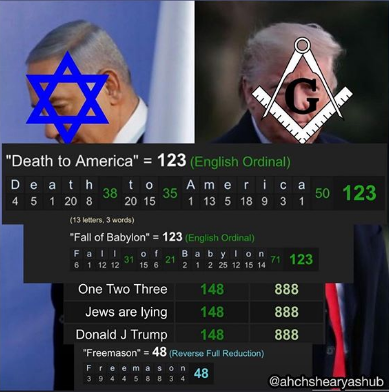 G
"Death to America" = 123 (English Ordinal)
D e a t h t o A m e r i c a
4 5 1 20 8 38 20 15 35 1 13 5 18 9 3 1 50 123
(13 letters, 3 words)
"Fall of Babylon" = 123 (English Ordinal)
F a l l o f B a b y l o n
6 1 12 12 31 15 6 21 2 1 2 25 12 15 14 71 123
One Two Three 148 888
Jews are lying 148 888
Donald J Trump 148 888
"Freemason" = 48 (Reverse Full Reduction)
F r e e m a s o n
3 9 4 4 5 8 8 3 4 48
@ahchshearyashub